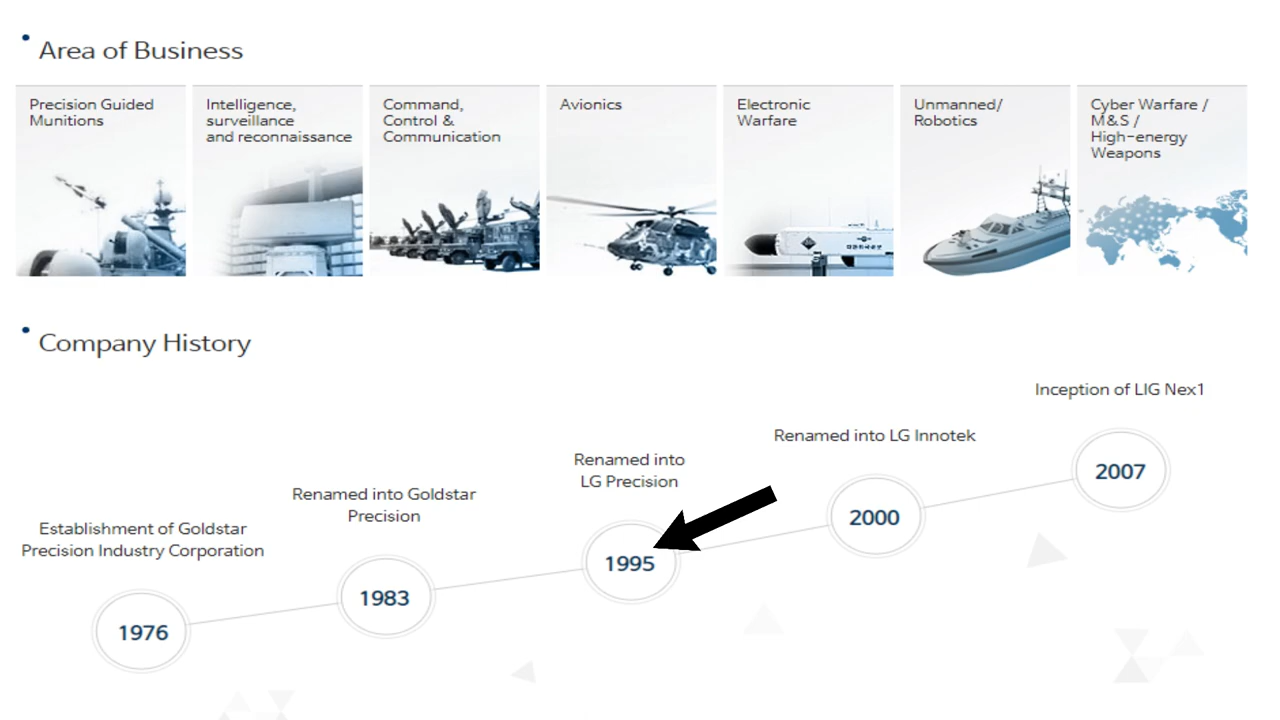 Area of Business
Precision Guided
Munitions
Intelligence,
surveillance
and reconnaissance
Command,
Control &
Communication
Avionics
Electronic
Warfare
Unmanned/
Robotics
Cyber Warfare /
M&S /
High-energy
Weapons
Company History
Inception of LIG Nex1
2007
Renamed into LG Innotek
2000
Renamed into
LG Precision
1995
Renamed into Goldstar
Precision
1983
Establishment of Goldstar
Precision Industry Corporation
1976